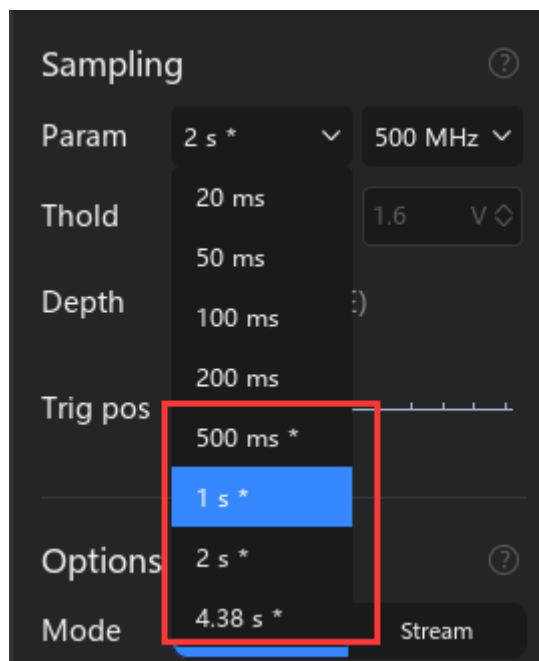 Sampling ?
Param 2 s * 500 MHz
20 ms
Thold 1.6 V
50 ms
Depth :)
100 ms
200 ms
Trig pos
500 ms *
1 s *
Options ?
2 s *
4.38 s *
Mode Stream